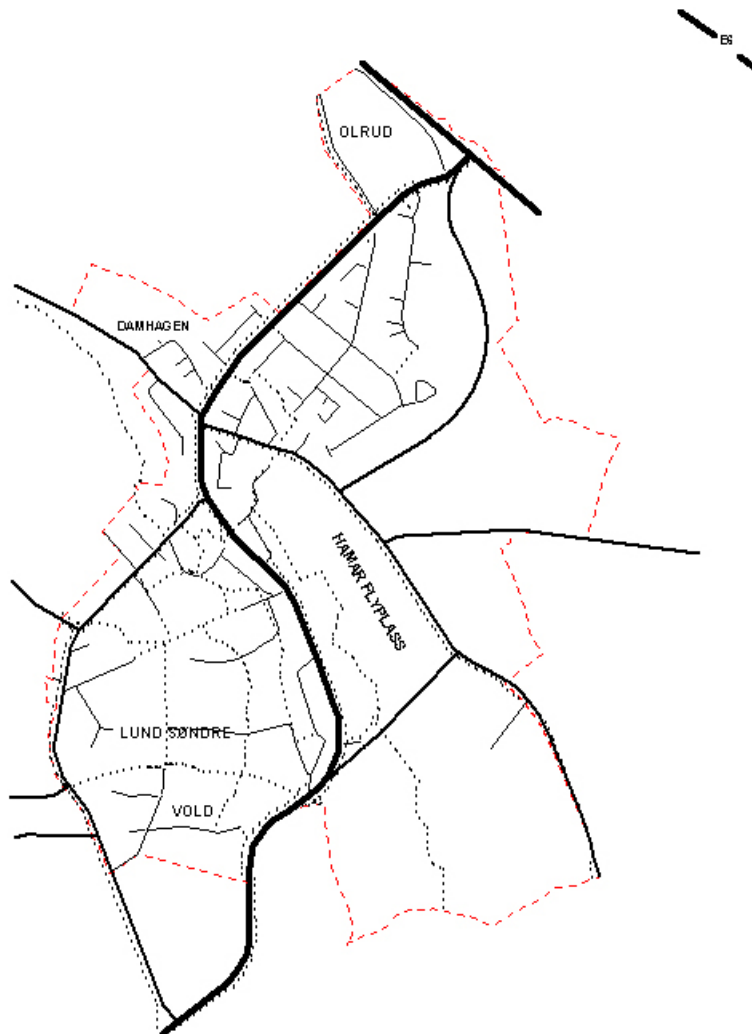 E6
OLRUD
DAMHAGEN
HAMAR FLYPLASS
LUND SØNDRE
VOLD